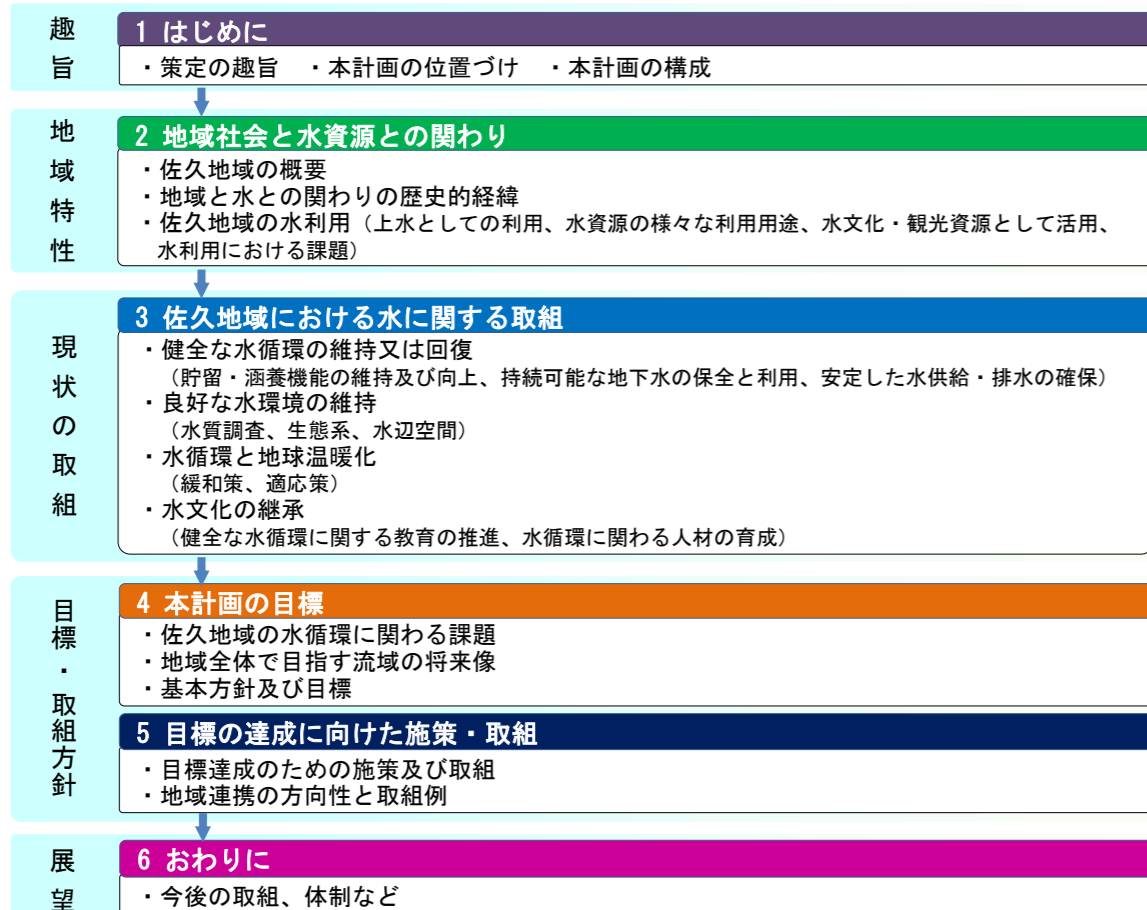 趣旨
1 はじめに
・策定の趣旨 ・本計画の位置づけ ・本計画の構成
地域特性
2 地域社会と水資源との関わり
・佐久地域の概要
・地域と水との関わりの歴史的経緯
・佐久地域の水利用（上水としての利用、水資源の様々な利用用途、水文化・観光資源として活用、
水利用における課題）
現状の取組
3 佐久地域における水に関する取組
・健全な水循環の維持又は回復
（貯留・涵養機能の維持及び向上、持続可能な地下水の保全と利用、安定した水供給・排水の確保）
・良好な水環境の維持
（水質調査、生態系、水辺空間）
・水循環と地球温暖化
（緩和策、適応策）
・水文化の継承
（健全な水循環に関する教育の推進、水循環に関わる人材の育成）
目標・取組方針
4 本計画の目標
・佐久地域の水循環に関わる課題
・地域全体で目指す流域の将来像
・基本方針及び目標
5 目標の達成に向けた施策・取組
・目標達成のための施策及び取組
・地域連携の方向性と取組例
展望
6 おわりに
・今後の取組、体制など